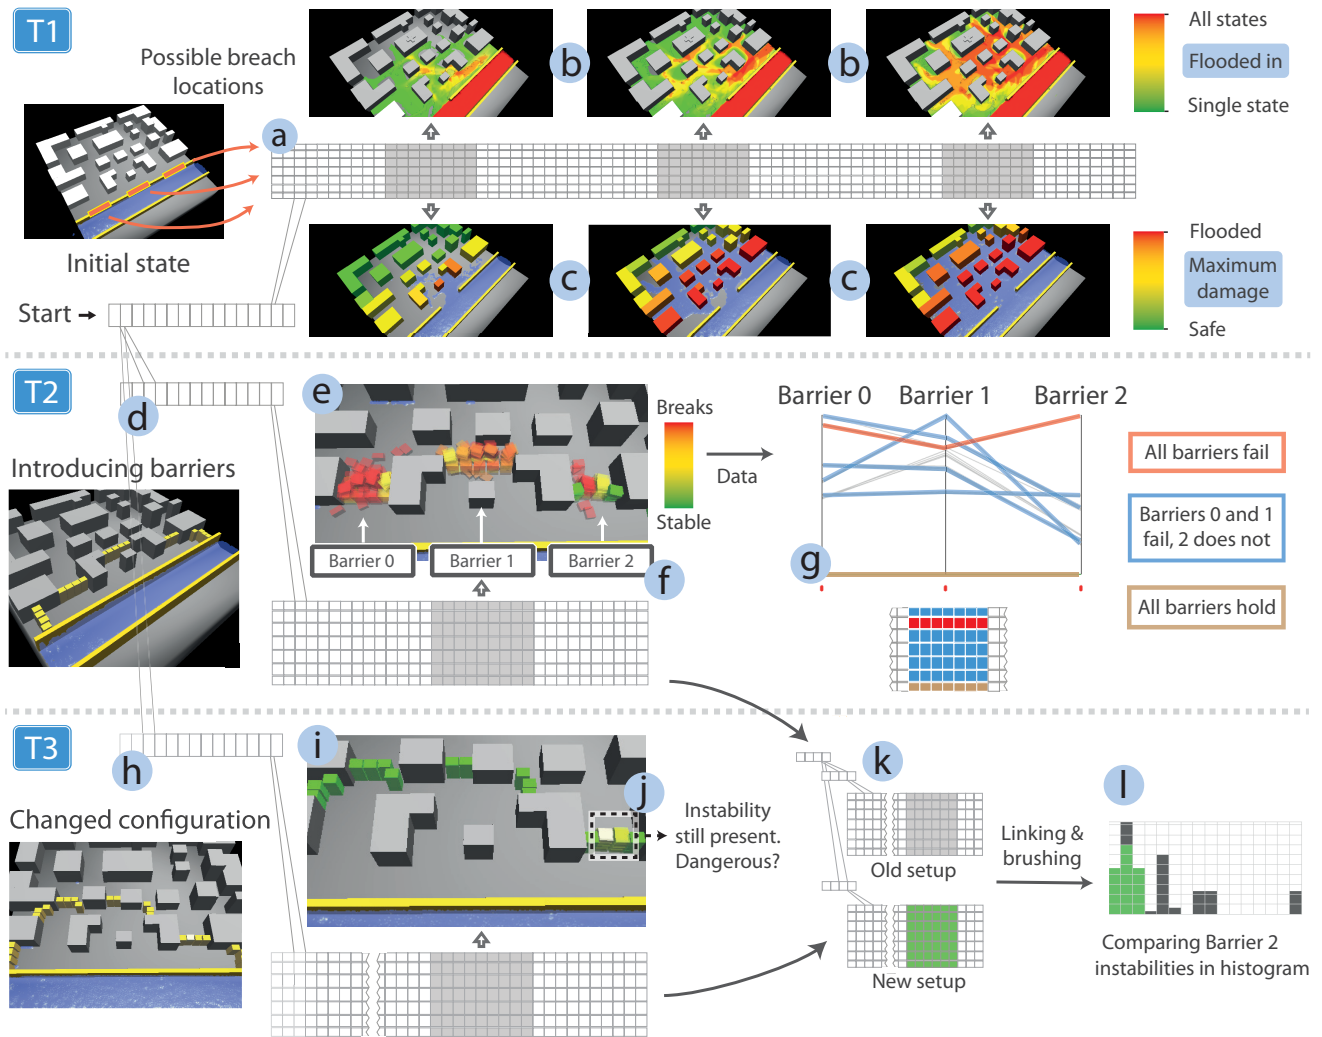 T1
Possible breach
locations
a
b
b
All states
Flooded in
Single state
Initial state
c
c
Flooded
Maximum
damage
Safe
Start
T2
d
Introducing barriers
e
Breaks
Stable
Data
Barrier 0
Barrier 1
Barrier 2
f
Barrier 0
Barrier 1
Barrier 2
g
All barriers fail
Barriers 0 and 1
fail, 2 does not
All barriers hold
T3
h
Changed configuration
i
j
Instability
still present.
Dangerous?
k
Old setup
New setup
Linking &
brushing
l
Comparing Barrier 2
instabilities in histogram